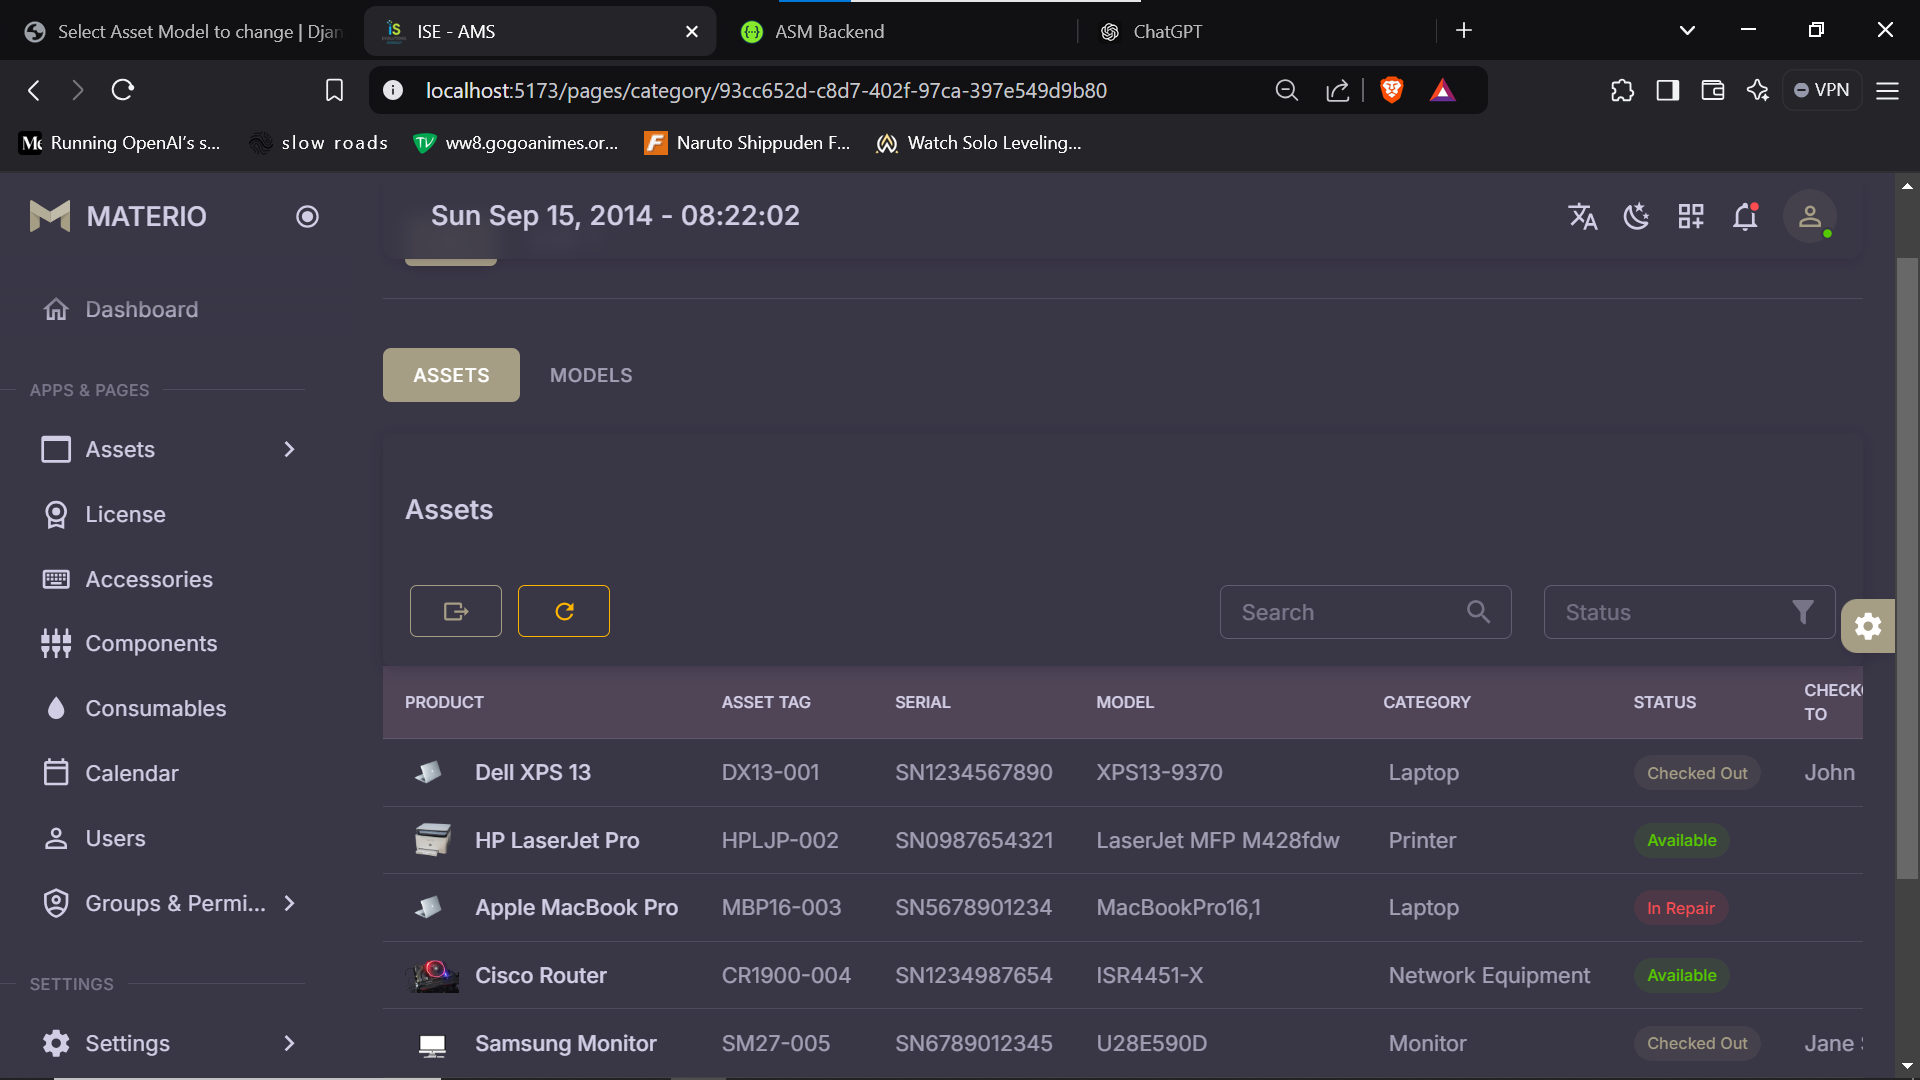 Select Asset Model to change | Djan
ISE - AMS
ASM Backend
ChatGPT
localhost:5173/pages/category/93cc652d-c8d7-402f-97ca-397e549d9b80
VPN
Running OpenAI's s...
slow roads
ww8.gogoanimes.or...
Naruto Shippuden F...
Watch Solo Leveling...
MATERIO
Sun Sep 15, 2014 - 08:22:02
Dashboard
APPS & PAGES
Assets
License
Accessories
Components
Consumables
Calendar
Users
Groups & Permi...
SETTINGS
Settings
ASSETS MODELS
Assets
Search Status
PRODUCT ASSET TAG SERIAL MODEL CATEGORY STATUS CHECK
TO
Dell XPS 13 DX13-001 SN1234567890 XPS13-9370 Laptop Checked Out John
HP LaserJet Pro HPLJP-002 SN0987654321 LaserJet MFP M428fdw Printer Available
Apple MacBook Pro MBP16-003 SN5678901234 MacBookPro16,1 Laptop In Repair
Cisco Router CR1900-004 SN1234987654 ISR4451-X Network Equipment Available
Samsung Monitor SM27-005 SN6789012345 U28E590D Monitor Checked Out Jane